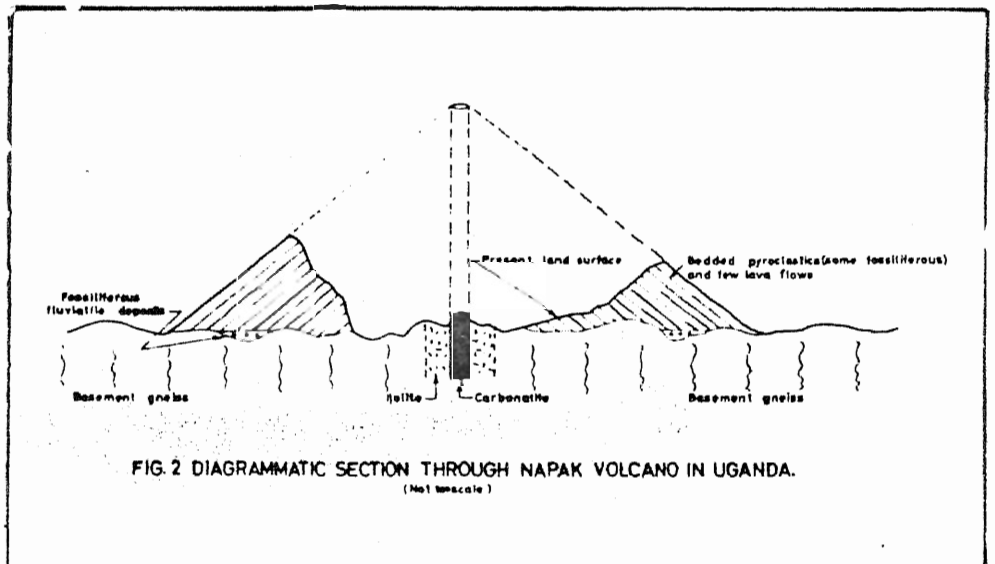 Present land surface
Bedded pyroclastics (some fossiliferous)
and few lava flows
Fossiliferous
fluviatile deposits
Basement gneiss
Ijolite
Carbonatite
Basement gneiss
FIG. 2 DIAGRAMMATIC SECTION THROUGH NAPAK VOLCANO IN UGANDA.
(Not to scale)